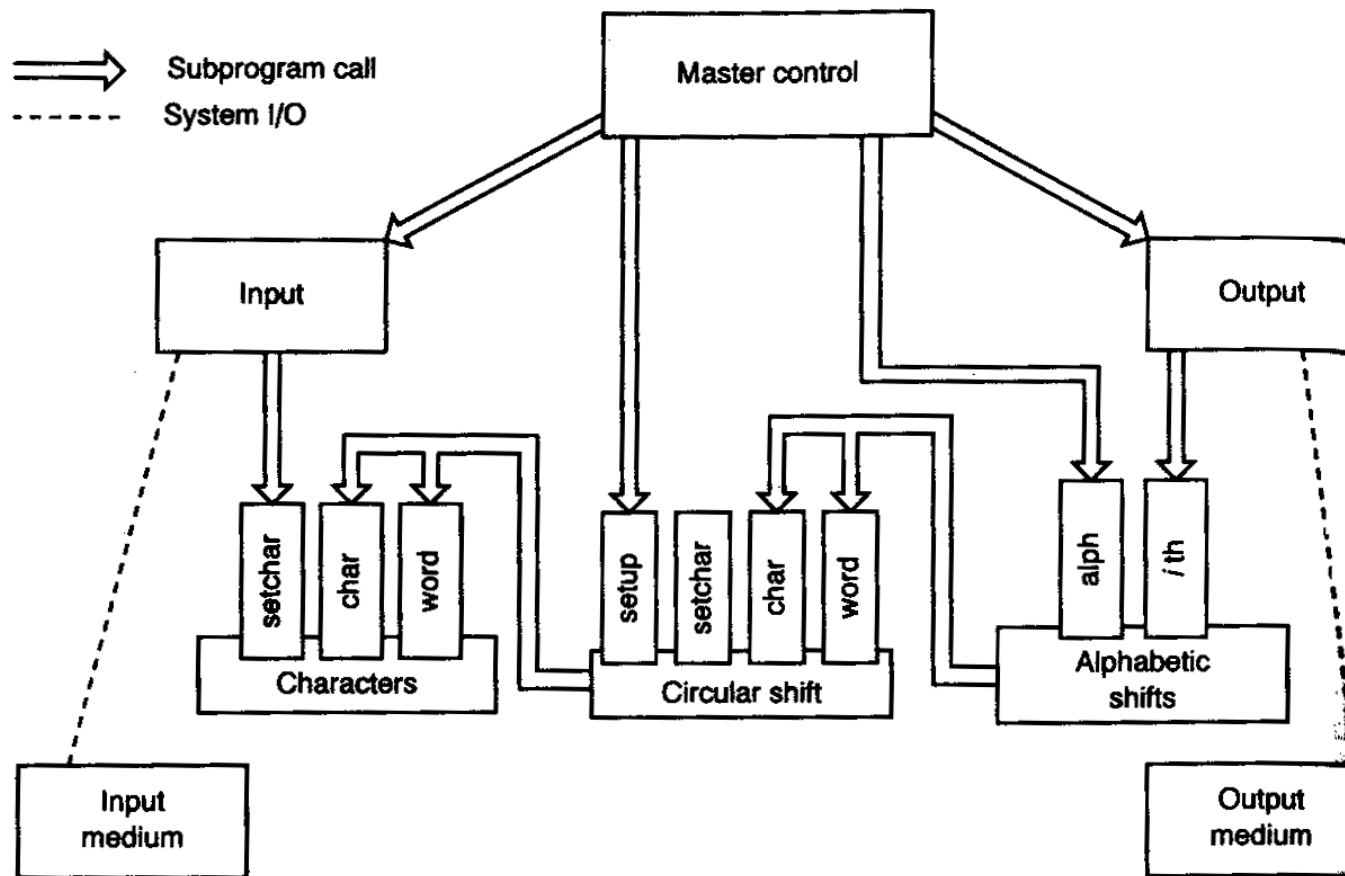 Subprogram call
System I/O
Master control
Input
Output
setchar
char
word
Characters
setup
setchar
char
word
Circular shift
alph
i th
Alphabetic
shifts
Input
medium
Output
medium